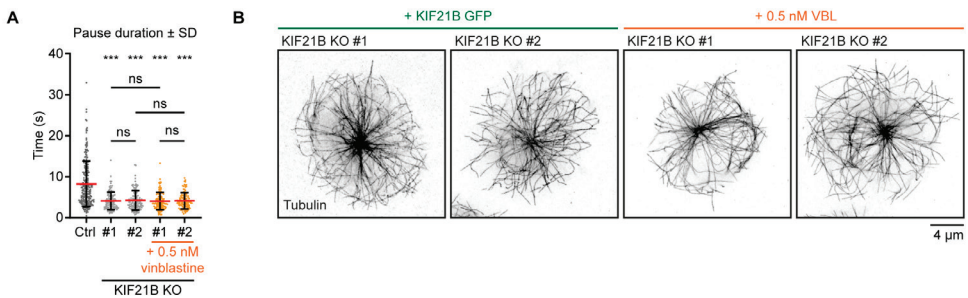 A
Pause duration ± SD
*** *** *** *** ***
ns
ns
ns ns
Time (s)
40
30
20
10
0
Ctrl #1 #2 #1 #2
+ 0.5 nM
vinblastine
KIF21B KO
B
+ KIF21B GFP
+ 0.5 nM VBL
KIF21B KO #1
KIF21B KO #2
KIF21B KO #1
KIF21B KO #2
Tubulin
4 µm